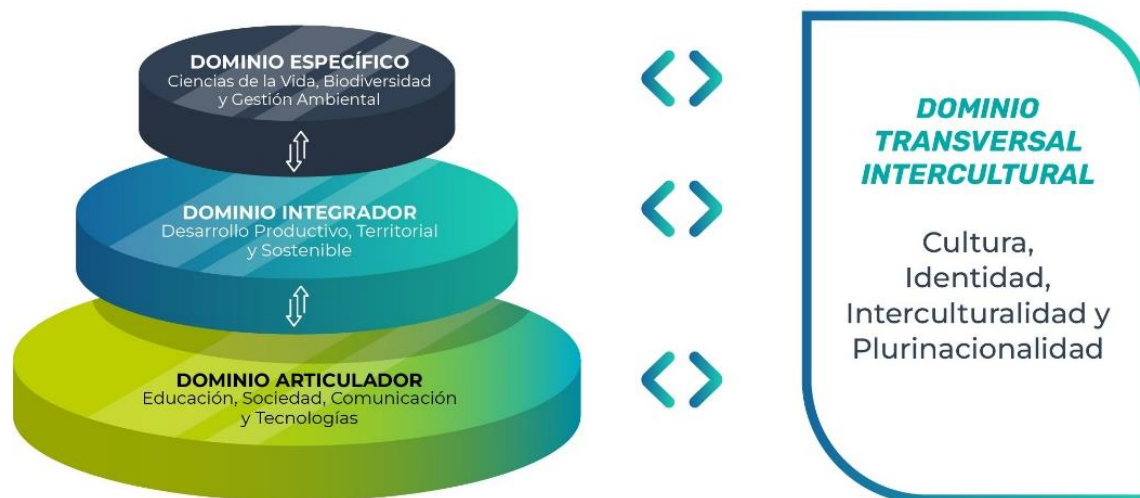 DOMINIO ESPECÍFICO
Ciencias de la Vida, Biodiversidad
y Gestión Ambiental
DOMINIO INTEGRADOR
Desarrollo Productivo, Territorial
y Sostenible
DOMINIO ARTICULADOR
Educación, Sociedad, Comunicación
y Tecnologías
DOMINIO
TRANSVERSAL
INTERCULTURAL
Cultura,
Identidad,
Interculturalidad y
Plurinacionalidad